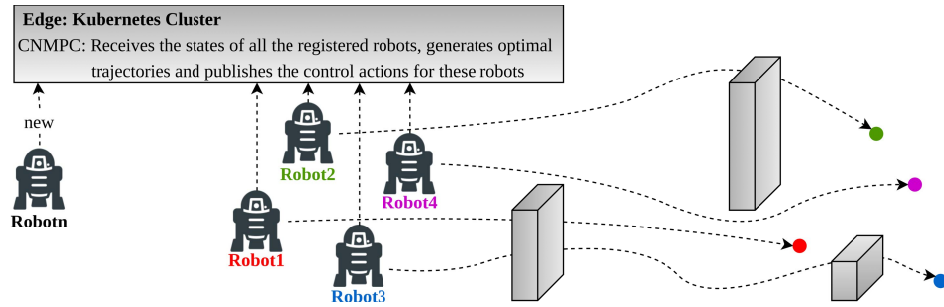 Edge: Kubernetes Cluster
CNMPC: Receives the states of all the registered robots, generates optimal
trajectories and publishes the control actions for these robots
new
Robot2
Robot4
Robotn
Robot1
Robot3